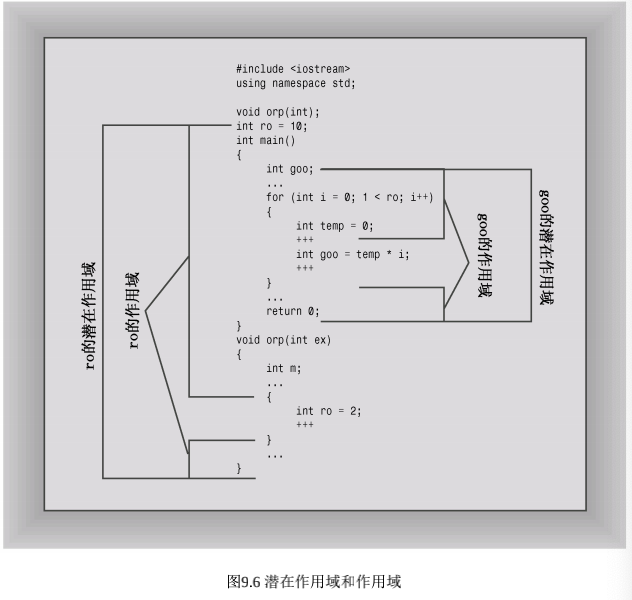 #include <iostream>
using namespace std;
void orp(int);
int ro = 10;
int main()
{
int goo;
...
for (int i = 0; 1 < ro; i++)
{
int temp = 0;
+++
int goo = temp * i;
+++
}
...
return 0;
}
void orp(int ex)
{
int m;
...
{
int ro = 2;
+++
}
...
}
ro的潜在作用域
ro的作用域
goo的作用域
goo的潜在作用域
图9.6 潜在作用域和作用域